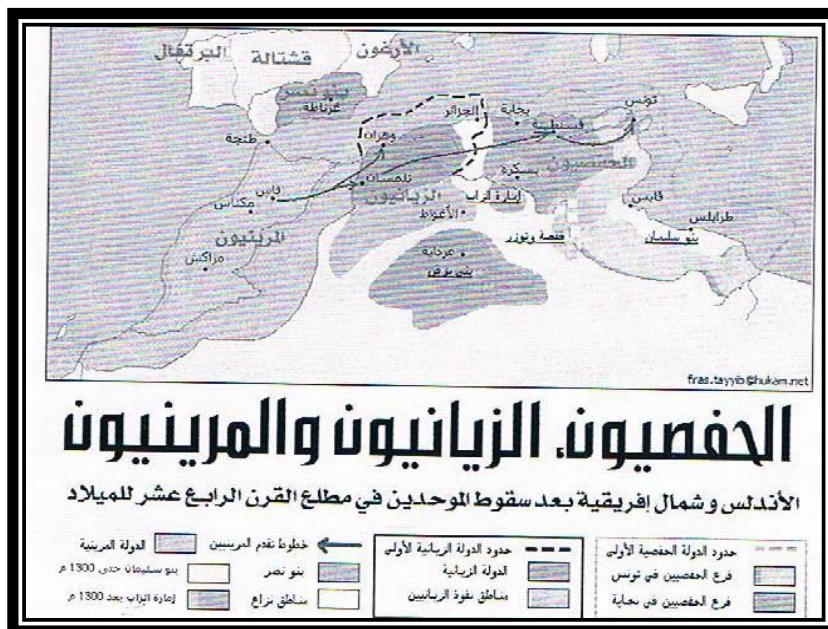 الأرغون
قشتالة
البرتغال
بنو نصر
غرناطة
طنجة
وهران
الجزائر
بجاية
قسنطينة
تونس
الحفصيون
تلمسان
فاس
مكناس
الزيانيون
بسكرة
إمارة الزاب
قابس
طرابلس
المرينيون
مراكش
الأغواط
غرداية
قفصة وتوزر
بنو سليمان
fras.tayyib@hukam.net
الحفصيون، الزيانيون والمرينيون
الأندلس وشمال إفريقية بعد سقوط الموحدين في مطلع القرن الرابع عشر للميلاد
حدود الدولة الحفصية الأولى
فرع الحفصيين في تونس
فرع الحفصيين في بجاية
حدود الدولة الزيانية الأولى
الدولة الزيانية
مناطق نفوذ الزيانيين
خطوط تقدم المرينيين
الدولة المرينية
بنو نصر
بنو سليمان حتى 1300 م
مناطق نزاع
إمارة الزاب بعد 1300 م